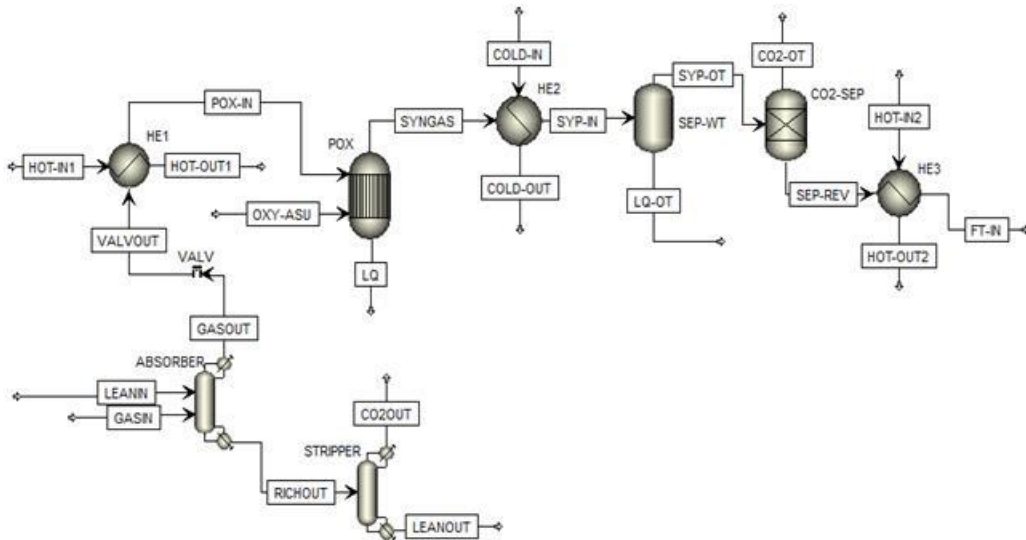 COLD-IN
CO2-OT
SYP-OT
CO2-SEP
POX-IN
HE2
HOT-IN2
HE1
SYNGAS
SYP-IN
SEP-WT
POX
HE3
HOT-IN1
HOT-OUT1
COLD-OUT
SEP-REV
OXY-ASU
LQ-OT
FT-IN
VALVOUT
VALV
HOT-OUT2
LQ
GASOUT
ABSORBER
LEANIN
GASIN
CO2OUT
STRIPPER
RICHOUT
LEANOUT